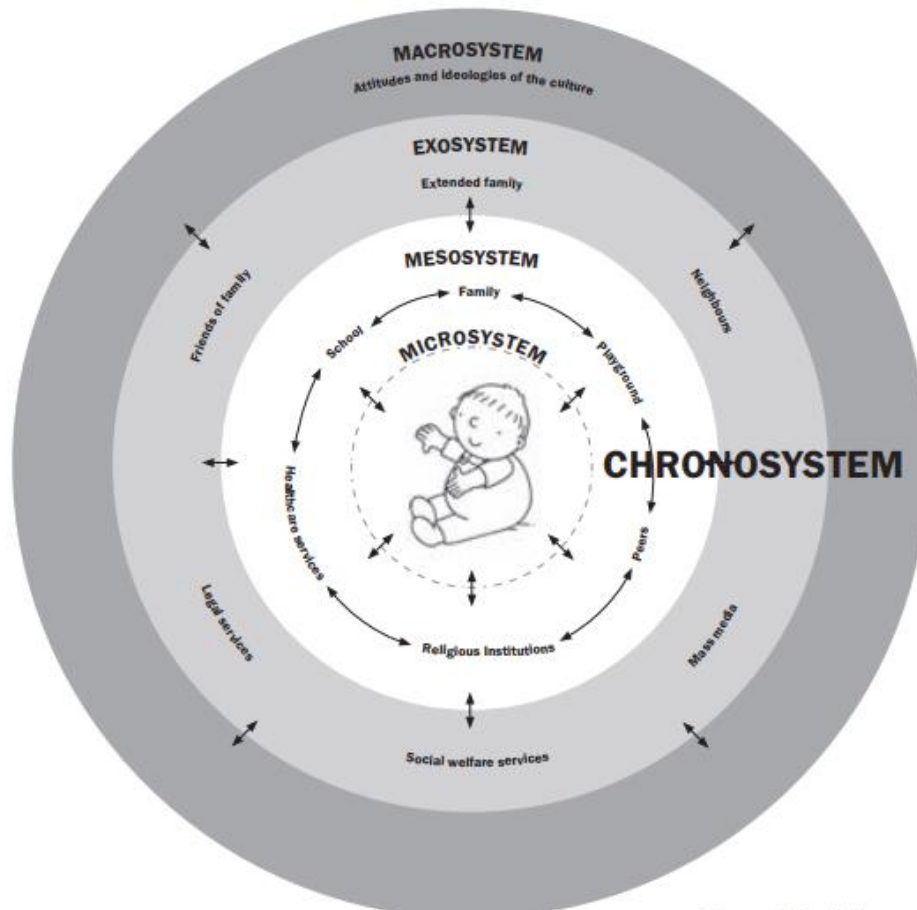 MACROSYSTEM
Attitudes and ideologies of the culture
EXOSYSTEM
Extended family
MESOSYSTEM
Family
School
MICROSYSTEM
Playground
Friends of family
Neighbours
CHRONOSYSTEM
Healthcare services
Peers
Religious Institutions
Legal services
Mass media
Social welfare services